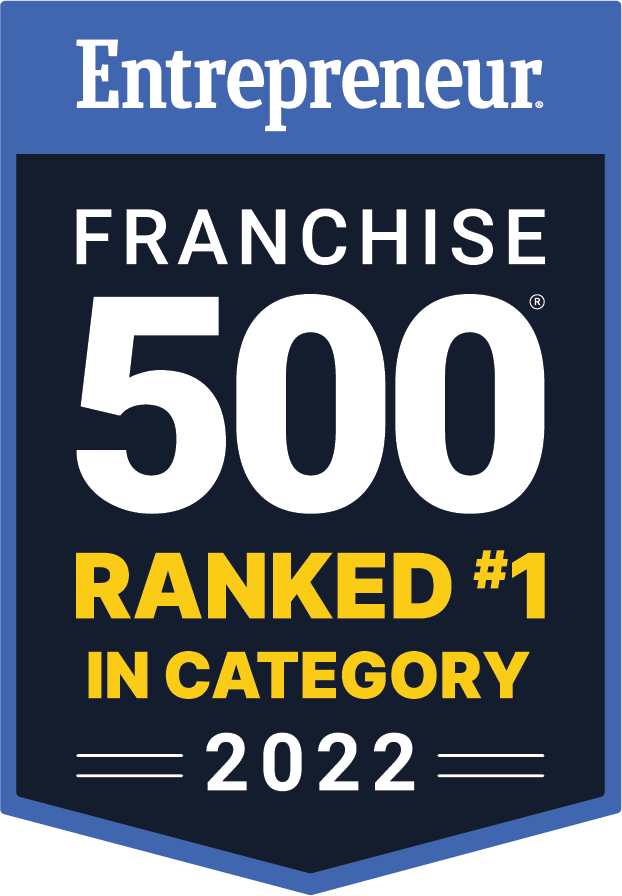 Entrepreneur®
FRANCHISE
500®
RANKED #1
IN CATEGORY
2022